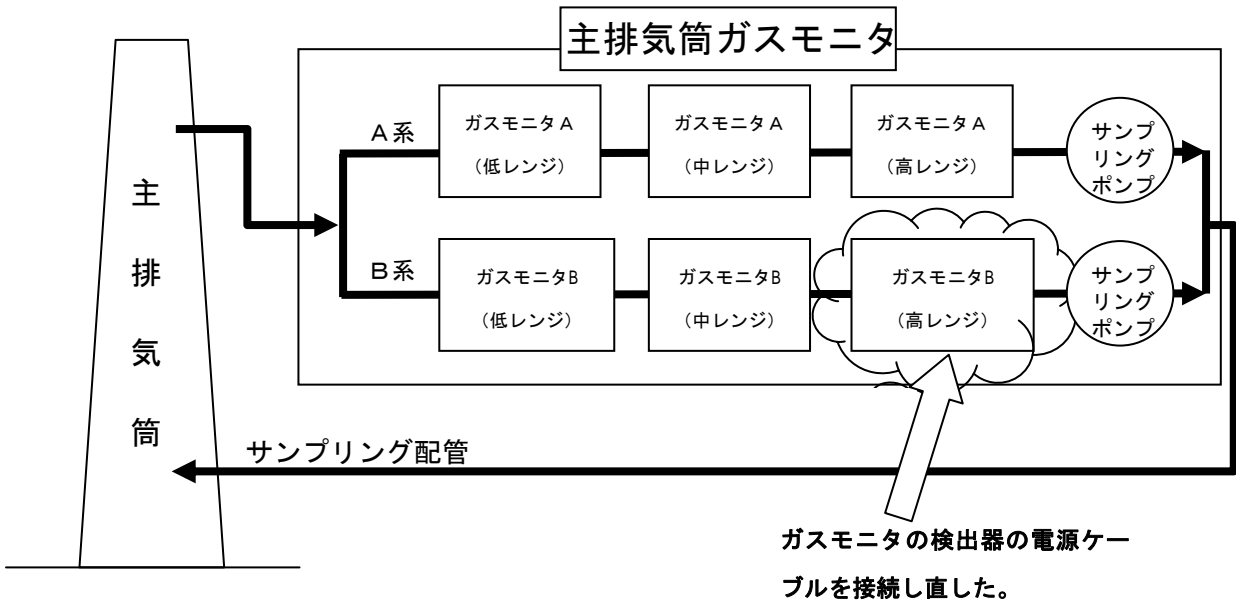 主排気筒ガスモニタ
主排気筒
A系
ガスモニタA
（低レンジ）
ガスモニタA
（中レンジ）
ガスモニタA
（高レンジ）
サンプ
リング
ポンプ
B系
ガスモニタB
（低レンジ）
ガスモニタB
（中レンジ）
ガスモニタB
（高レンジ）
サンプ
リング
ポンプ
サンプリング配管
ガスモニタの検出器の電源ケー
ブルを接続し直した。